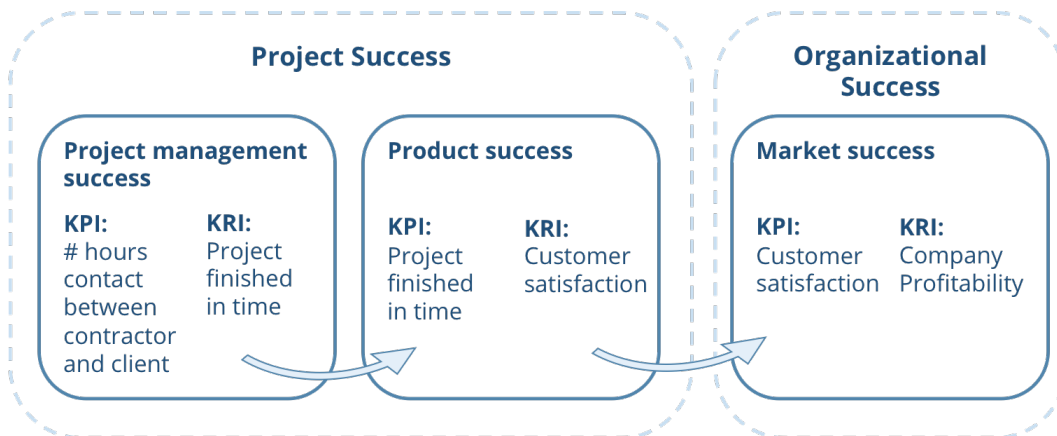 Project Success
Project management
success
KPI:
# hours
contact
between
contractor
and client
KRI:
Project
finished
in time
Product success
KPI:
Project
finished
in time
KRI:
Customer
satisfaction
Organizational
Success
Market success
KPI:
Customer
satisfaction
KRI:
Company
Profitability